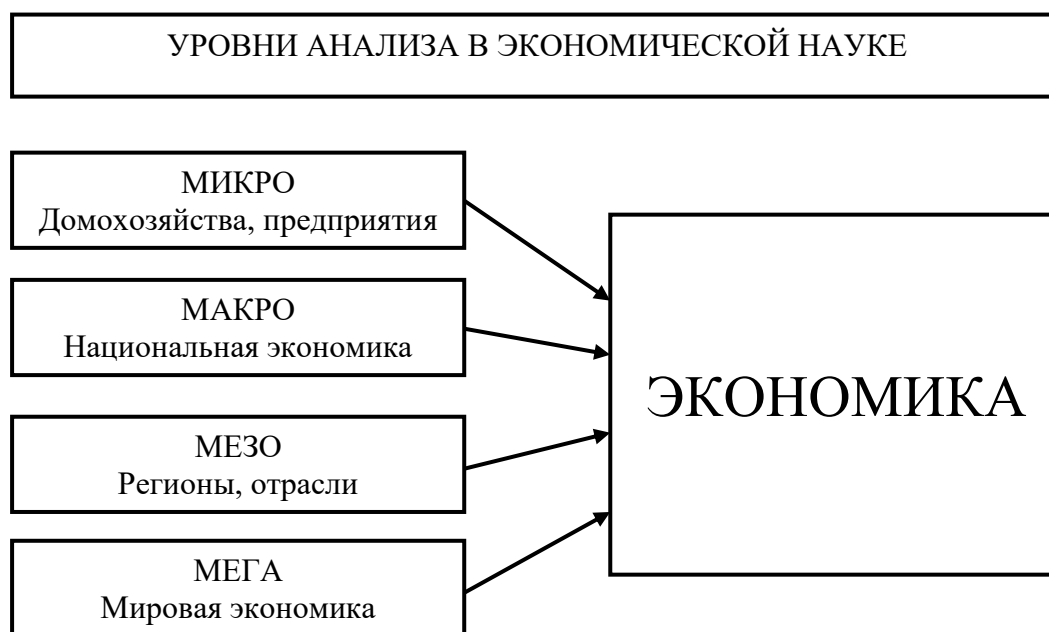 УРОВНИ АНАЛИЗА В ЭКОНОМИЧЕСКОЙ НАУКЕ
МИКРО
Домохозяйства, предприятия
МАКРО
Национальная экономика
МЕЗО
Регионы, отрасли
МЕГА
Мировая экономика
ЭКОНОМИКА